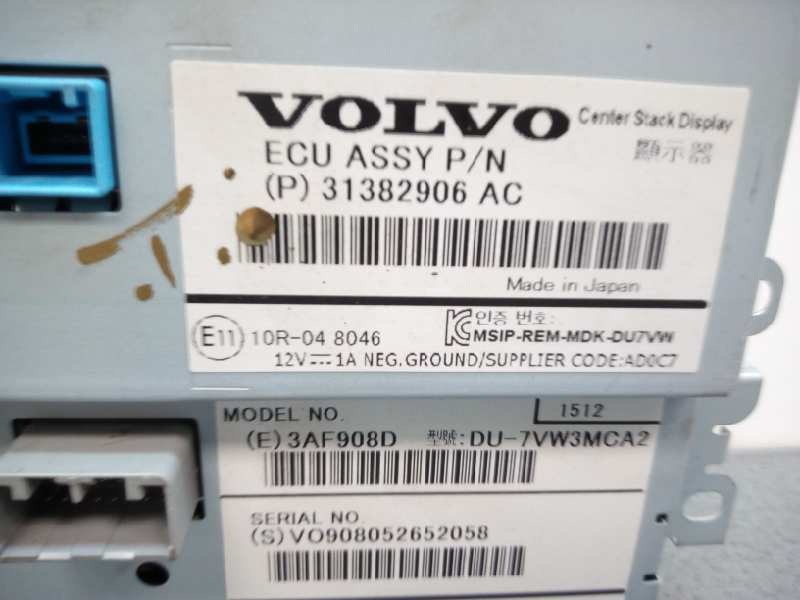 VOLVO Center Stack Display
ECU ASSY P/N 顯示器
(P) 31382906 AC
Made in Japan
E11 10R-04 8046 KC 인증 번호:
MSIP-REM-MDK-DU7VW
12V⎓1A NEG.GROUND/SUPPLIER CODE:AD0C7
MODEL NO. 1512
(E)3AF908D 型號:DU-7VW3MCA2
SERIAL NO.
(S)VO908052652058